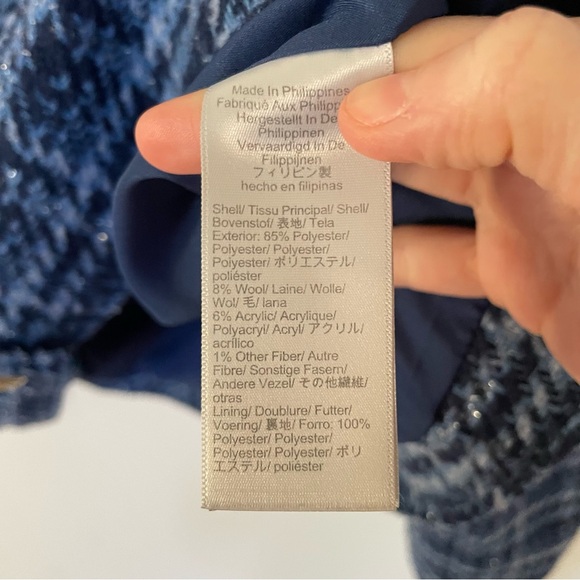 Made In Philippines
Fabriqué Aux Philipp
Hergestellt In De
Philippinen
Vervaardigd In De
Filippijnen
フィリピン製
hecho en filipinas
Shell/ Tissu Principal/ Shell/
Bovenstof/ 表地/ Tela
Exterior: 85% Polyester/
Polyester/ Polyester/
Polyester/ ポリエステル/
poliéster
8% Wool/ Laine/ Wolle/
Wol/ 毛/ lana
6% Acrylic/ Acrylique/
Polyacryl/ Acryl/ アクリル/
acrílico
1% Other Fiber/ Autre
Fibre/ Sonstige Fasern/
Andere Vezel/ その他繊維/
otras
Lining/ Doublure/ Futter/
Voering/ 裏地/ Forro: 100%
Polyester/ Polyester/
Polyester/ Polyester/ ポリ
エステル/ poliéster